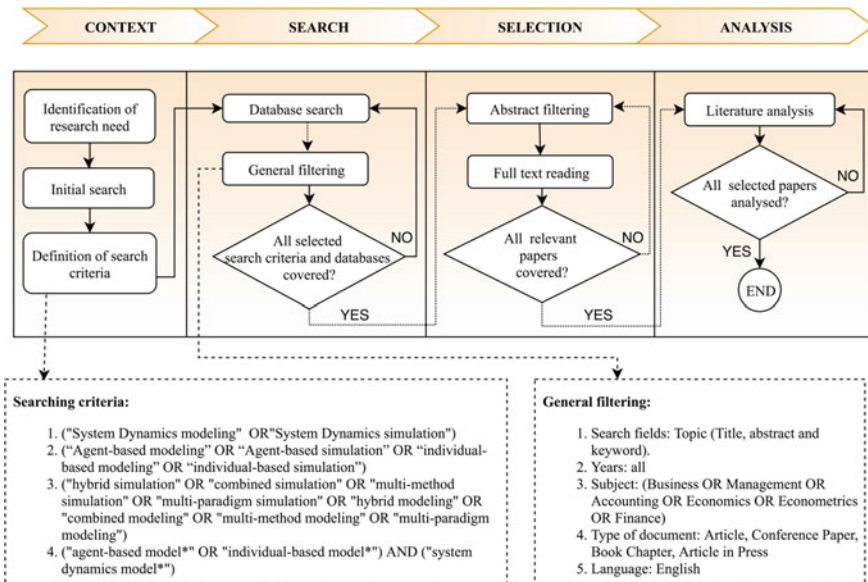 CONTEXT
SEARCH
SELECTION
ANALYSIS
Identification of
research need
Initial search
Definition of search
criteria
Database search
General filtering
All selected
search criteria and databases
covered?
NO
YES
Abstract filtering
Full text reading
All relevant
papers
covered?
NO
YES
Literature analysis
All selected papers
analysed?
NO
YES
END
Searching criteria:
1. ("System Dynamics modeling" OR"System Dynamics simulation")
2. (“Agent-based modeling” OR “Agent-based simulation” OR “individual-
based modeling” OR “individual-based simulation”)
3. ("hybrid simulation" OR "combined simulation" OR "multi-method
simulation" OR "multi-paradigm simulation" OR "hybrid modeling" OR
"combined modeling" OR "multi-method modeling" OR "multi-paradigm
modeling")
4. ("agent-based model*" OR "individual-based model*") AND ("system
dynamics model*")
General filtering:
1. Search fields: Topic (Title, abstract and
keyword).
2. Years: all
3. Subject: (Business OR Management OR
Accounting OR Economics OR Econometrics
OR Finance)
4. Type of document: Article, Conference Paper,
Book Chapter, Article in Press
5. Language: English